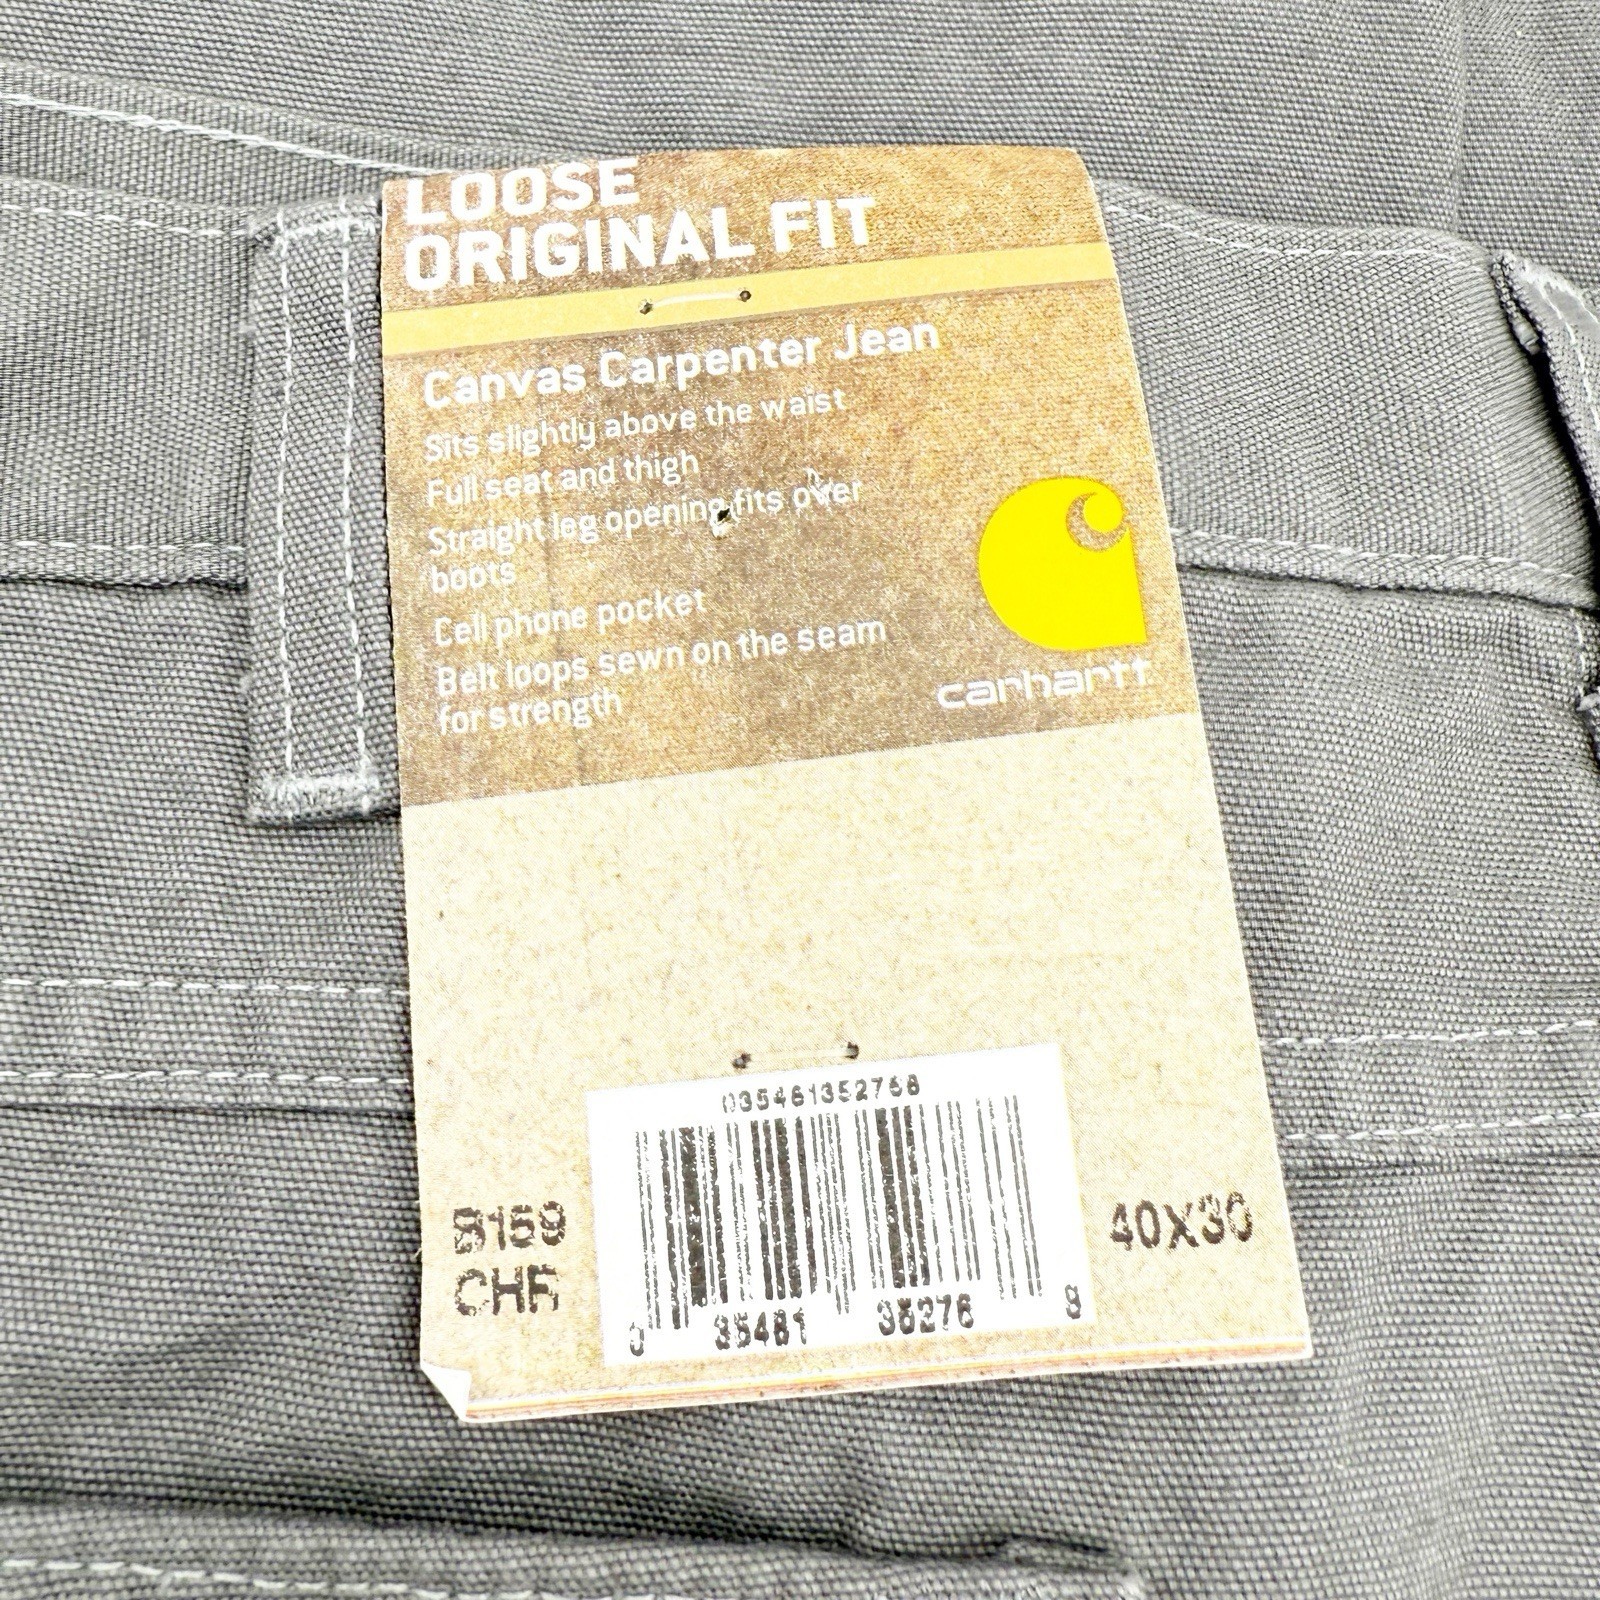 LOOSE
ORIGINAL FIT
Canvas Carpenter Jean
Sits slightly above the waist
Full seat and thigh
Straight leg opening fits over
boots
Cell phone pocket
Belt loops sewn on the seam
for strength
carhartt
035481352768
B159
CHR
40X30
0 35481 35276 8